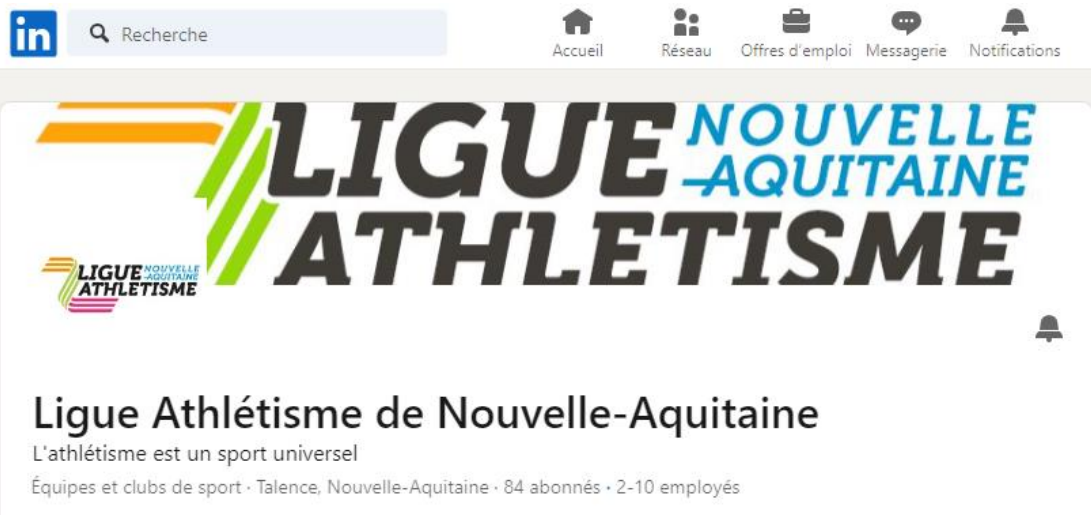 in
Recherche
Accueil
Réseau
Offres d'emploi
Messagerie
Notifications
LIGUE NOUVELLE
-AQUITAINE
ATHLETISME
LIGUE NOUVELLE
-AQUITAINE
ATHLETISME
Ligue Athlétisme de Nouvelle-Aquitaine
L'athlétisme est un sport universel
Équipes et clubs de sport · Talence, Nouvelle-Aquitaine · 84 abonnés · 2-10 employés